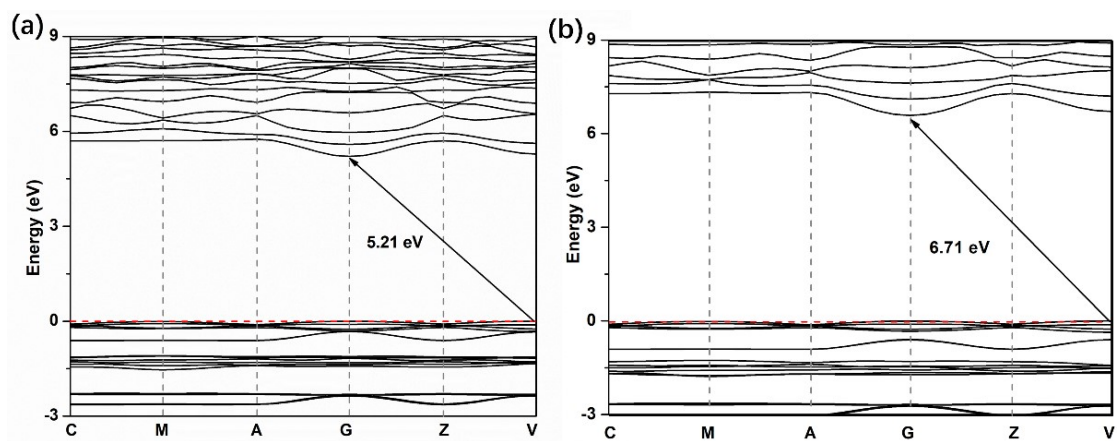 (a)
9
6
3
0
-3
Energy (eV)
5.21 eV
C M A G Z V
(b)
9
6
3
0
-3
Energy (eV)
6.71 eV
C M A G Z V